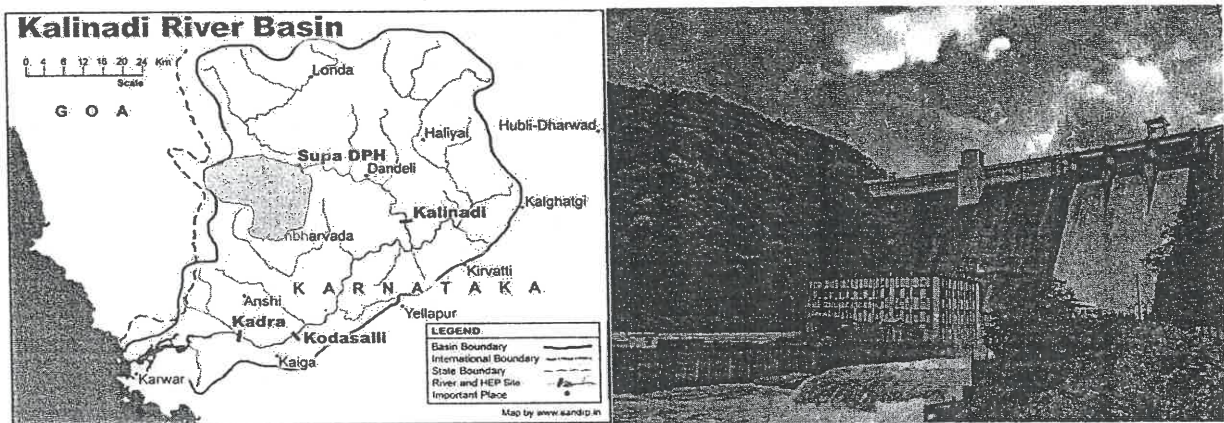 Kalinadi River Basin
0 4 8 12 16 20 24 Km
Scale
Londa
G O A
Haliyal
Hubli-Dharwad
Supa DPH
Dandeli
Kalghatgi
Kalinadi
nbharvada
Kirvatti
K A R N A T A K A
Anshi
Yellapur
Kadra
Kodasalli
Kaiga
Karwar
LEGEND
Basin Boundary
International Boundary
State Boundary
River and HEP Site
Important Place
Map by www.sandrp.in